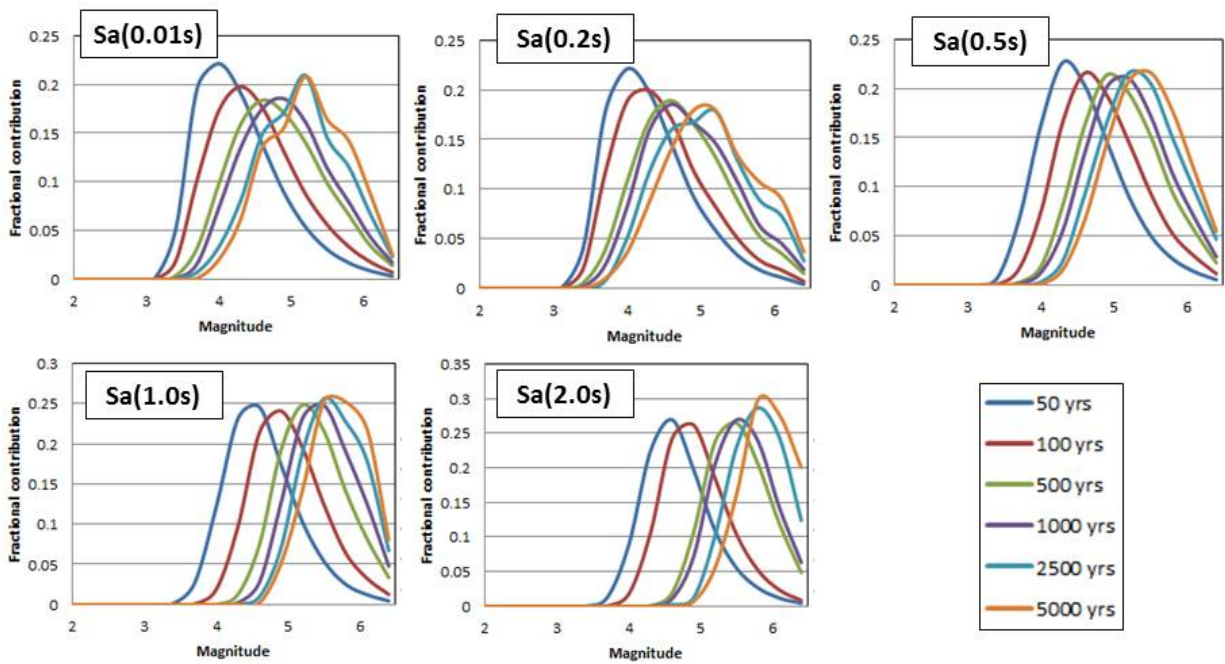 Sa(0.01s)
Fractional contribution
0.25
0.2
0.15
0.1
0.05
0
2 3 4 5 6
Magnitude
Sa(0.2s)
Fractional contribution
0.25
0.2
0.15
0.1
0.05
0
2 3 4 5 6
Magnitude
Sa(0.5s)
Fractional contribution
0.25
0.2
0.15
0.1
0.05
0
2 3 4 5 6
Magnitude
Sa(1.0s)
Fractional contribution
0.3
0.25
0.2
0.15
0.1
0.05
0
2 3 4 5 6
Magnitude
Sa(2.0s)
Fractional contribution
0.35
0.3
0.25
0.2
0.15
0.1
0.05
0
2 3 4 5 6
Magnitude
50 yrs
100 yrs
500 yrs
1000 yrs
2500 yrs
5000 yrs